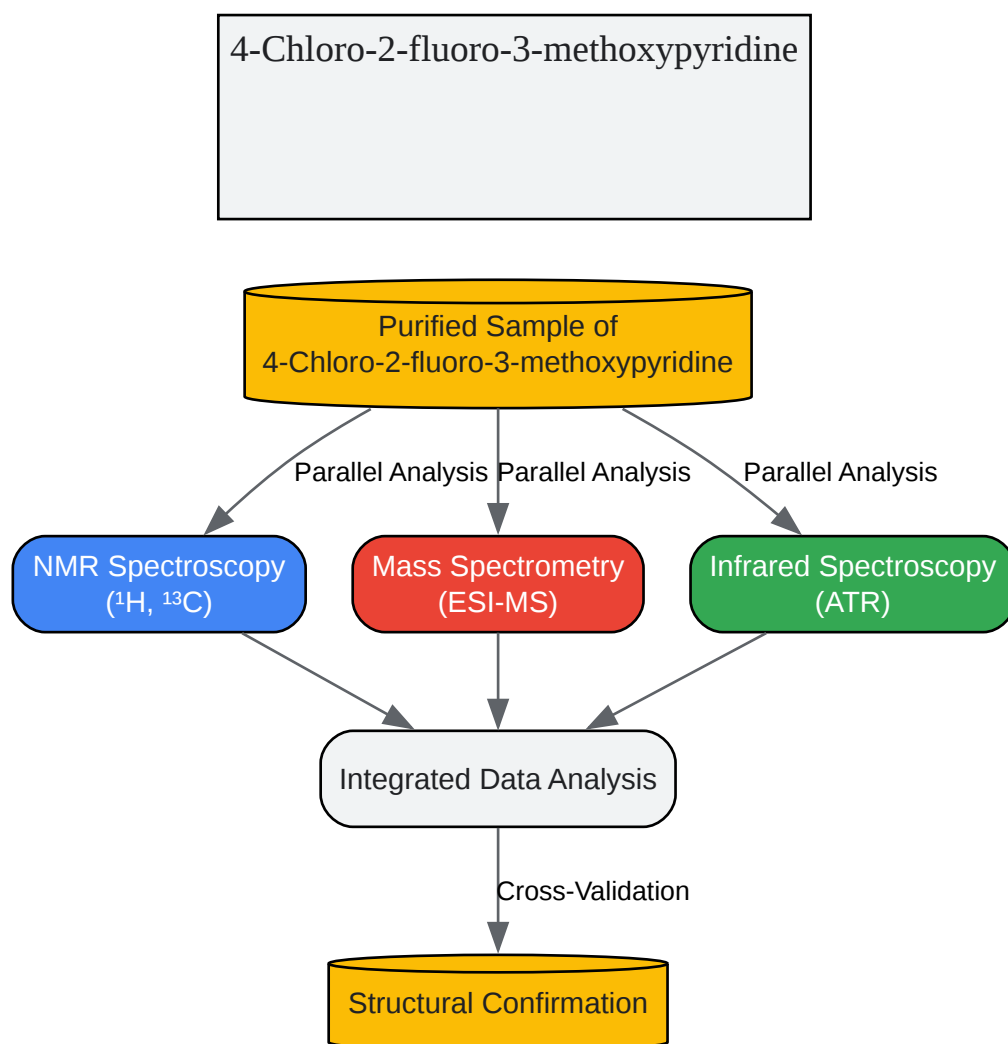 4-Chloro-2-fluoro-3-methoxypyridine
Purified Sample of
4-Chloro-2-fluoro-3-methoxypyridine
Parallel Analysis
Parallel Analysis
Parallel Analysis
NMR Spectroscopy
(¹H, ¹³C)
Mass Spectrometry
(ESI-MS)
Infrared Spectroscopy
(ATR)
Integrated Data Analysis
Cross-Validation
Structural Confirmation